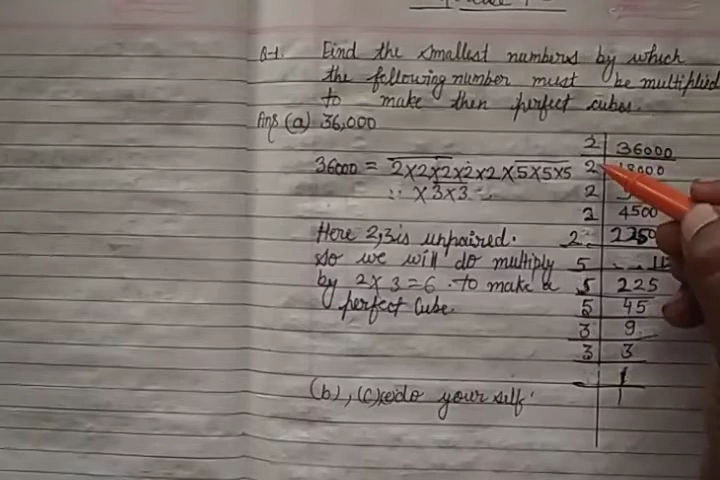 Q-1. Find the smallest numbers by which
the following number must be multiplied
to make then perfect cubes.
Ans (a) 36,000
36000 = 2×2×2×2×2×5×5×5
×3×3
Here 2,3 is unpaired.
so we will do multiply
by 2×3=6 . to make a
perfect Cube.
2 36000
2 18000
2
2 4500
2 2250
5
5 225
5 45
3 9
3 3
1
1
(b), (c) do your self.